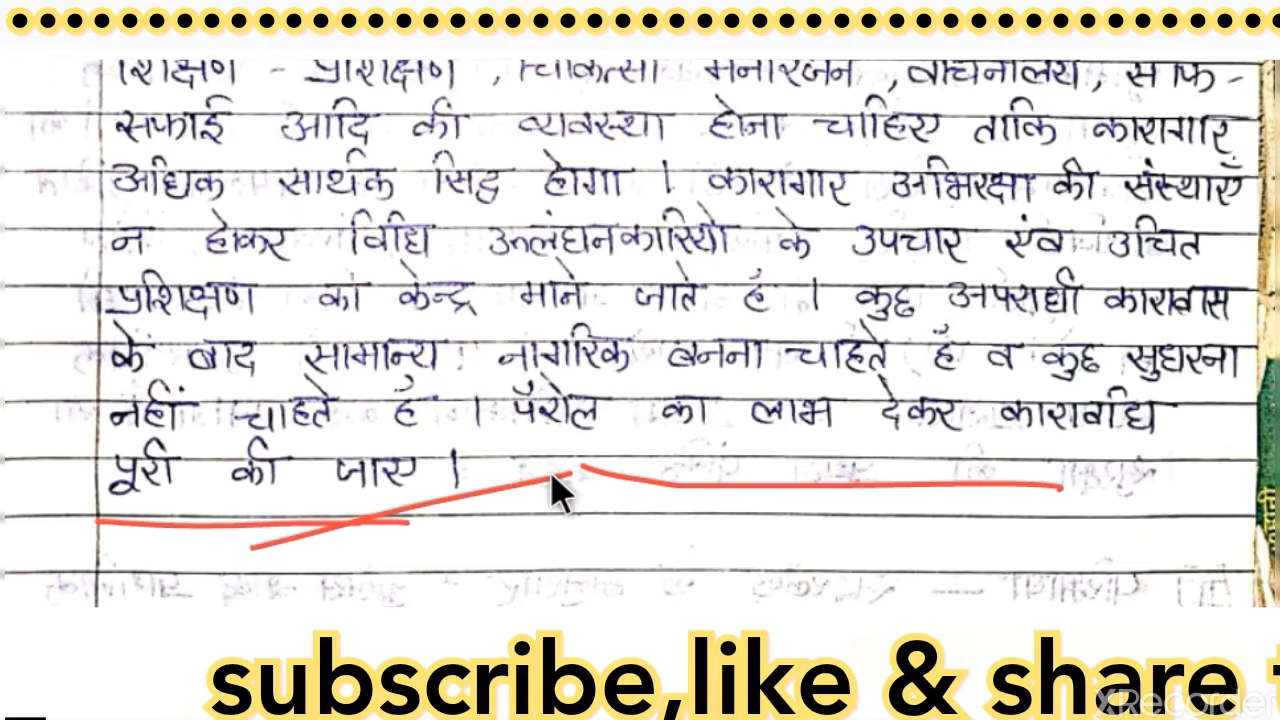 शिक्षण - प्रशिक्षण , चिकित्सा मनोरंजन , वाचनालय, साफ -
सफाई आदि की व्यवस्था होना चाहिए ताकि कारागार
अधिक सार्थक सिद्ध होगा । कारागार अभिरक्षा की संस्थाएँ
न होकर विधि उल्लंघनकारियो के उपचार एंव उचित
प्रशिक्षण का केन्द्र माने जाते है । कुछ अपराधी कारावास
के बाद सामान्य नागरिक बनना चाहते है व कुछ सुधरना
नहीं चाहते है । पैरोल का लाभ देकर कारावधि
पूरी की जाए ।
subscribe,like & share
XRecorder